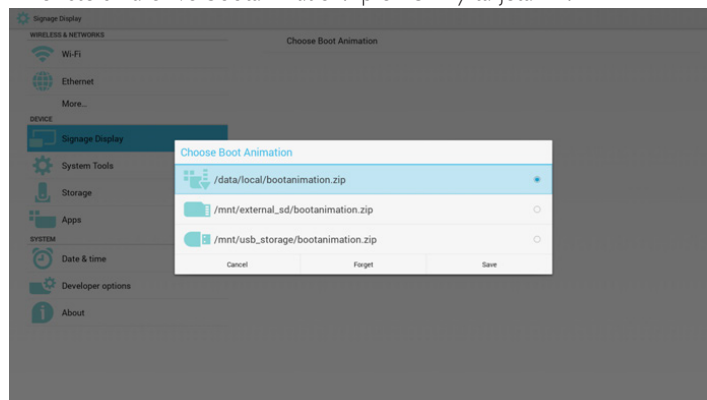 Signage Display
WIRELESS & NETWORKS
Choose Boot Animation
Wi-Fi
Ethernet
More...
DEVICE
Signage Display
System Tools
Storage
Apps
SYSTEM
Date & time
Developer options
About
Choose Boot Animation
/data/local/bootanimation.zip
/mnt/external_sd/bootanimation.zip
/mnt/usb_storage/bootanimation.zip
Cancel
Forget
Save